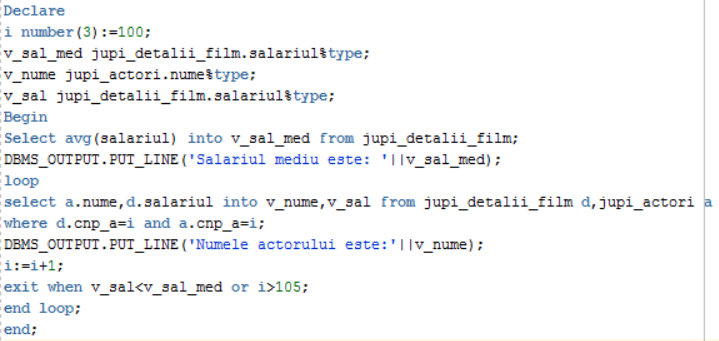 Declare
i number(3):=100;
v_sal_med jupi_detalii_film.salariul%type;
v_nume jupi_actori.nume%type;
v_sal jupi_detalii_film.salariul%type;
Begin
Select avg(salariul) into v_sal_med from jupi_detalii_film;
DBMS_OUTPUT.PUT_LINE('Salariul mediu este: '||v_sal_med);
loop
select a.nume,d.salariul into v_nume,v_sal from jupi_detalii_film d,jupi_actori a
where d.cnp_a=i and a.cnp_a=i;
DBMS_OUTPUT.PUT_LINE('Numele actorului este:'||v_nume);
i:=i+1;
exit when v_sal<v_sal_med or i>105;
end loop;
end;